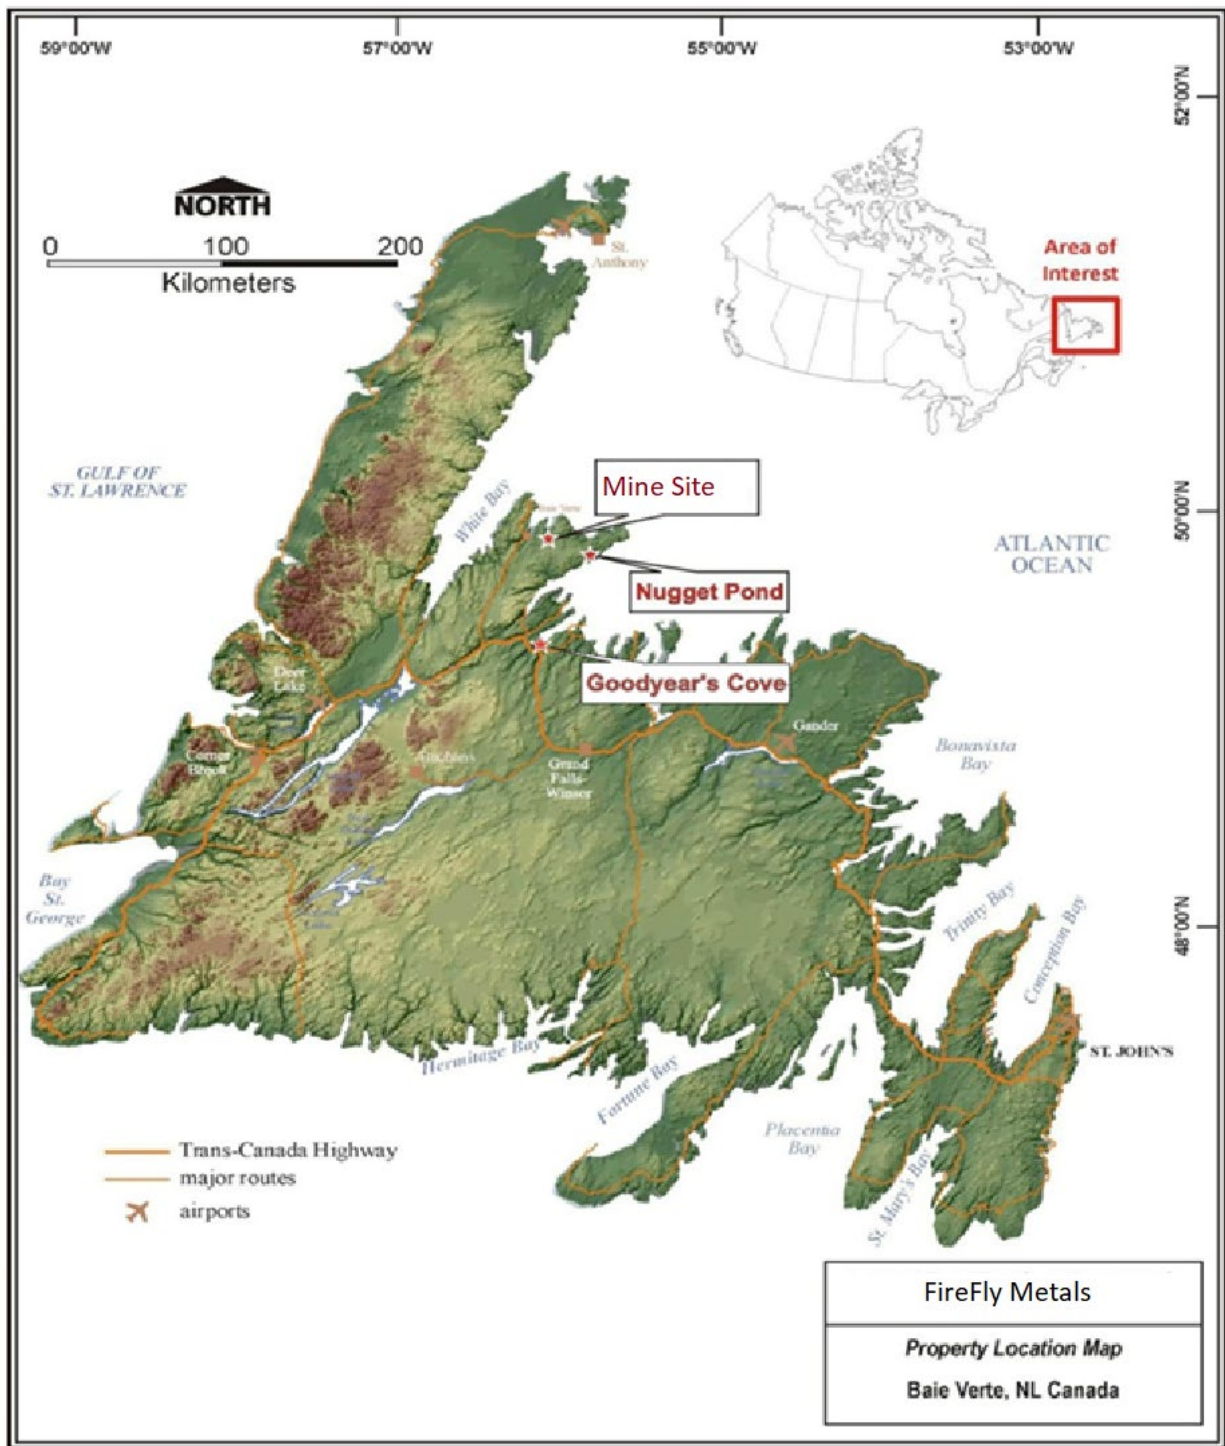 59°00'W
57°00'W
55°00'W
53°00'W
52°00'N
NORTH
0 100 200
Kilometers
St.
Anthony
Area of
Interest
GULF OF
ST. LAWRENCE
White Bay
Baie Verte
Mine Site
50°00'N
ATLANTIC
OCEAN
Nugget Pond
Goodyear's Cove
Deer
Lake
Gander
Corner
Brook
Buchans
Grand
Falls-
Winsor
Bonavista
Bay
Bay
St.
George
48°00'N
Trinity Bay
Conception Bay
Hermitage Bay
Fortune Bay
ST. JOHN'S
Placentia
Bay
St. Mary's Bay
Trans-Canada Highway
major routes
airports
FireFly Metals
Property Location Map
Baie Verte, NL Canada